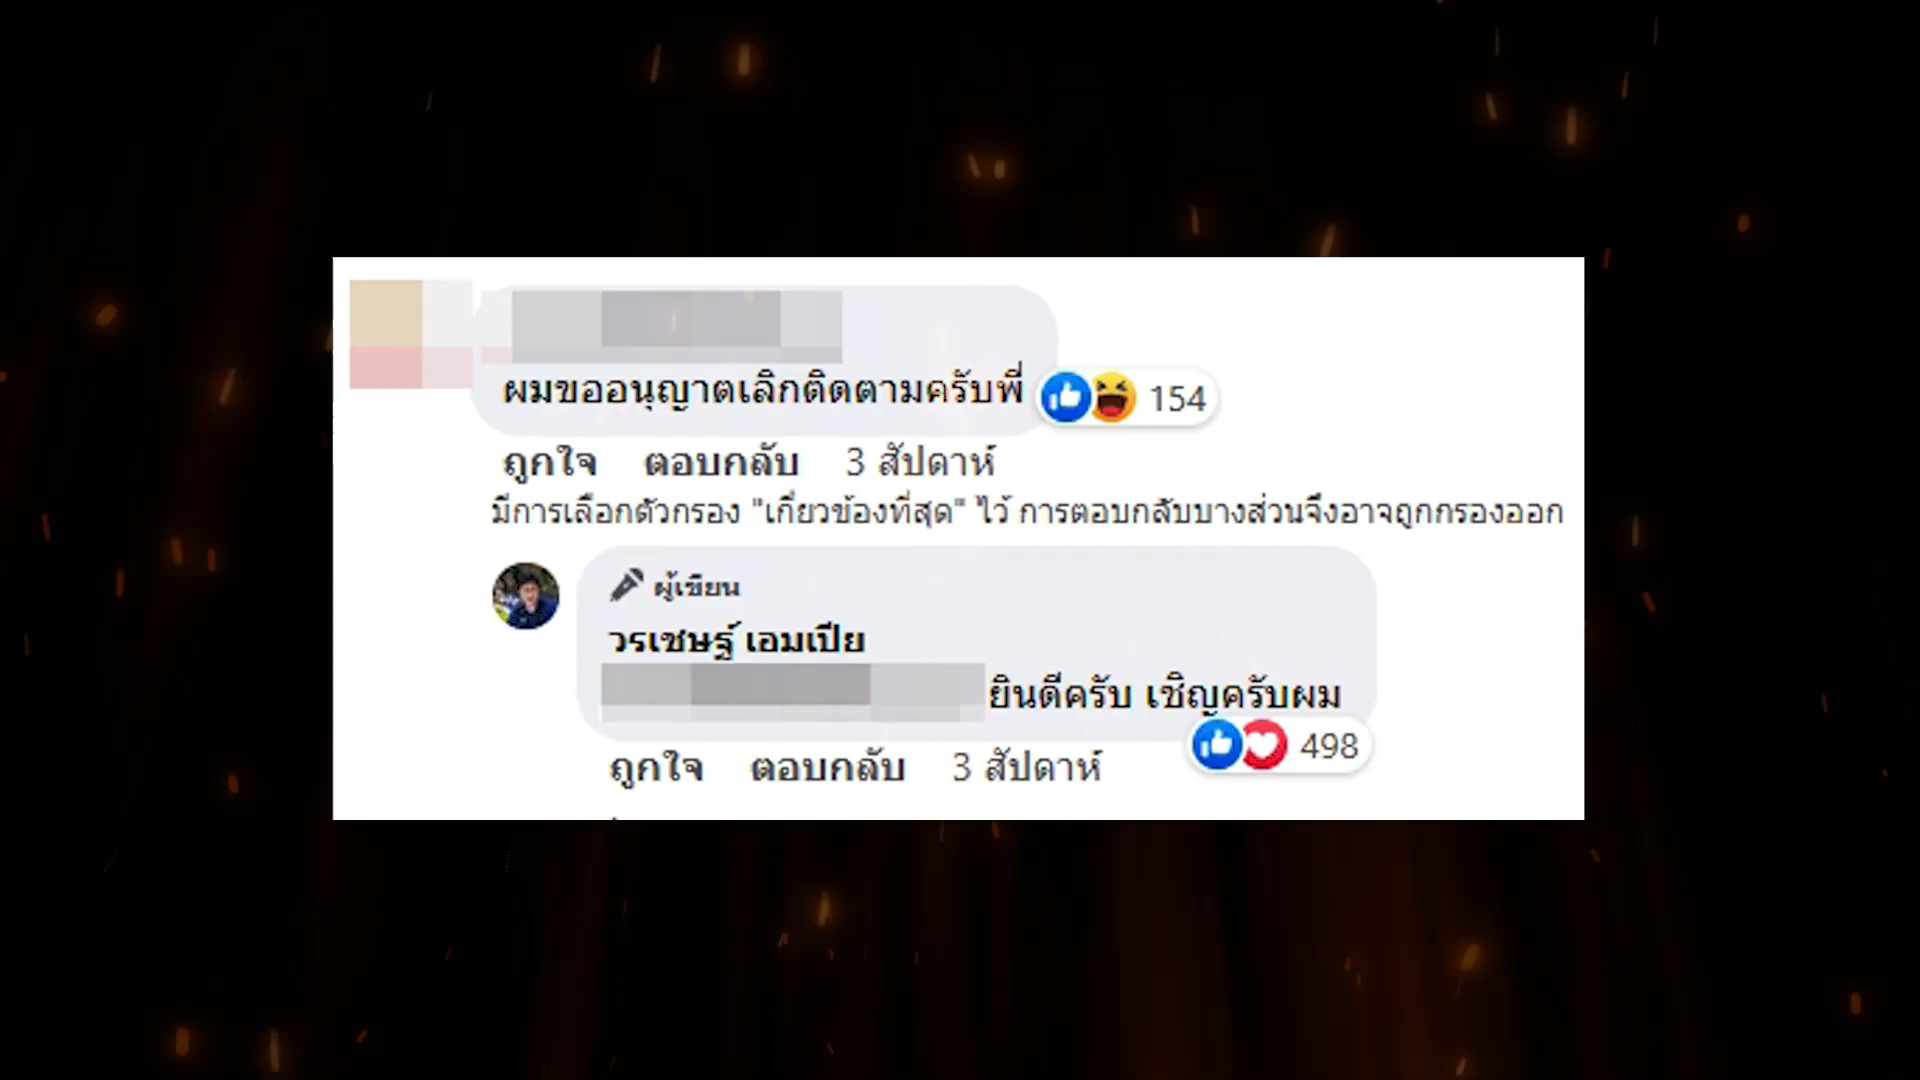 ผมขออนุญาตเลิกติดตามครับพี่
154
ถูกใจ ตอบกลับ 3 สัปดาห์
มีการเลือกตัวกรอง "เกี่ยวข้องที่สุด" ไว้ การตอบกลับบางส่วนจึงอาจถูกกรองออก
ผู้เขียน
วรเชษฐ์ เอมเปีย
ยินดีครับ เชิญครับผม
498
ถูกใจ ตอบกลับ 3 สัปดาห์